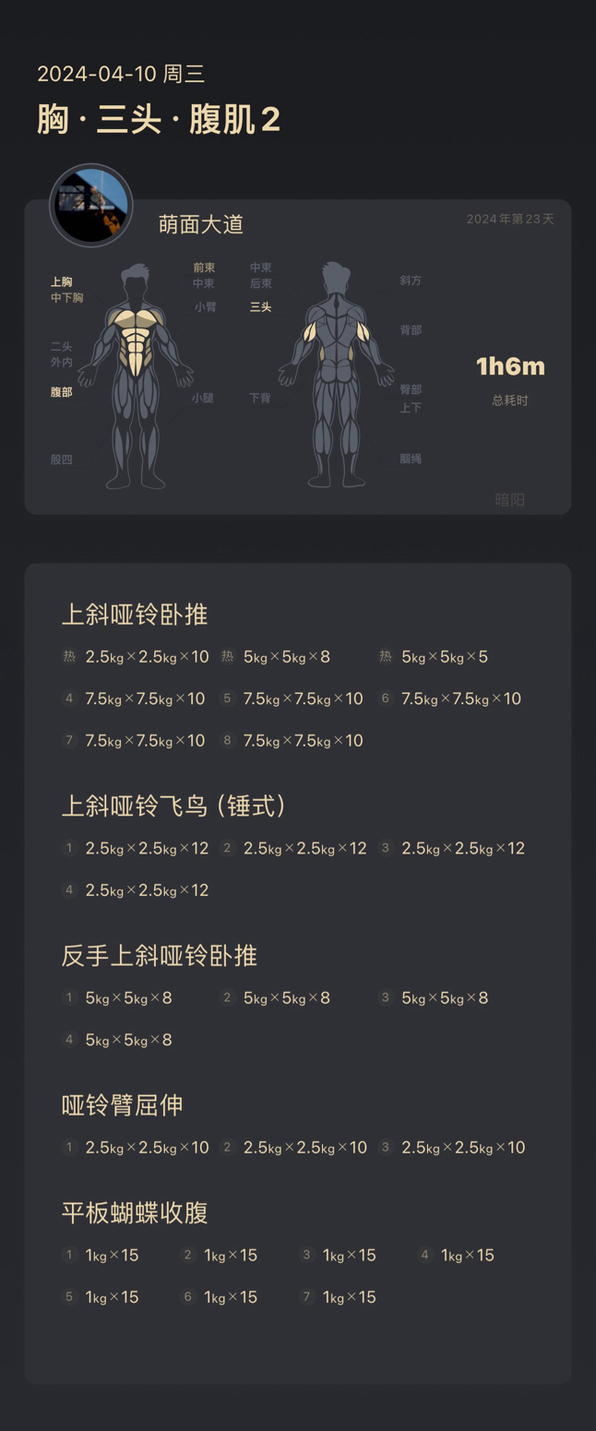 2024-04-10 周三
胸 · 三头 · 腹肌 2
萌面大道
2024年第23天
上胸
中下胸
前束
中束
小臂
中束
后束
三头
斜方
背部
二头
外内
腹部
小腿
下背
臀部
上下
股四
腘绳
1h6m
总耗时
暗阳
上斜哑铃卧推
热 2.5kg×2.5kg×10 热 5kg×5kg×8 热 5kg×5kg×5
4 7.5kg×7.5kg×10 5 7.5kg×7.5kg×10 6 7.5kg×7.5kg×10
7 7.5kg×7.5kg×10 8 7.5kg×7.5kg×10
上斜哑铃飞鸟（锤式）
1 2.5kg×2.5kg×12 2 2.5kg×2.5kg×12 3 2.5kg×2.5kg×12
4 2.5kg×2.5kg×12
反手上斜哑铃卧推
1 5kg×5kg×8 2 5kg×5kg×8 3 5kg×5kg×8
4 5kg×5kg×8
哑铃臂屈伸
1 2.5kg×2.5kg×10 2 2.5kg×2.5kg×10 3 2.5kg×2.5kg×10
平板蝴蝶收腹
1 1kg×15 2 1kg×15 3 1kg×15 4 1kg×15
5 1kg×15 6 1kg×15 7 1kg×15